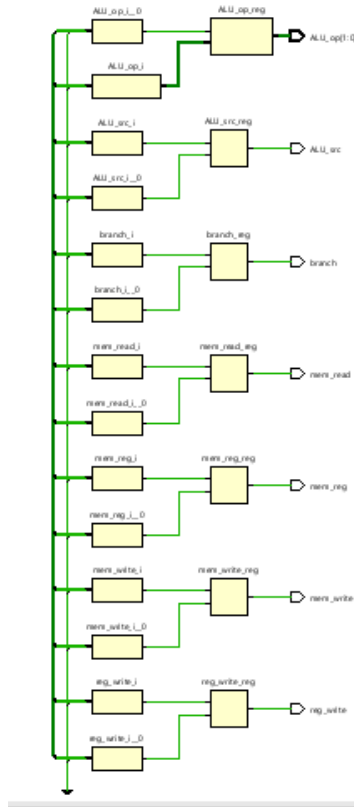 ALU_op_i__0
ALU_op_reg
ALU_op[1:0]
ALU_op_i
ALU_src_i
ALU_src_reg
ALU_src
ALU_src_i__0
branch_i
branch_reg
branch
branch_i__0
mem_read_i
mem_read_reg
mem_read
mem_read_i__0
mem_reg_i
mem_reg_reg
mem_reg
mem_reg_i__0
mem_write_i
mem_write_reg
mem_write
mem_write_i__0
reg_write_i
reg_write_reg
reg_write
reg_write_i__0